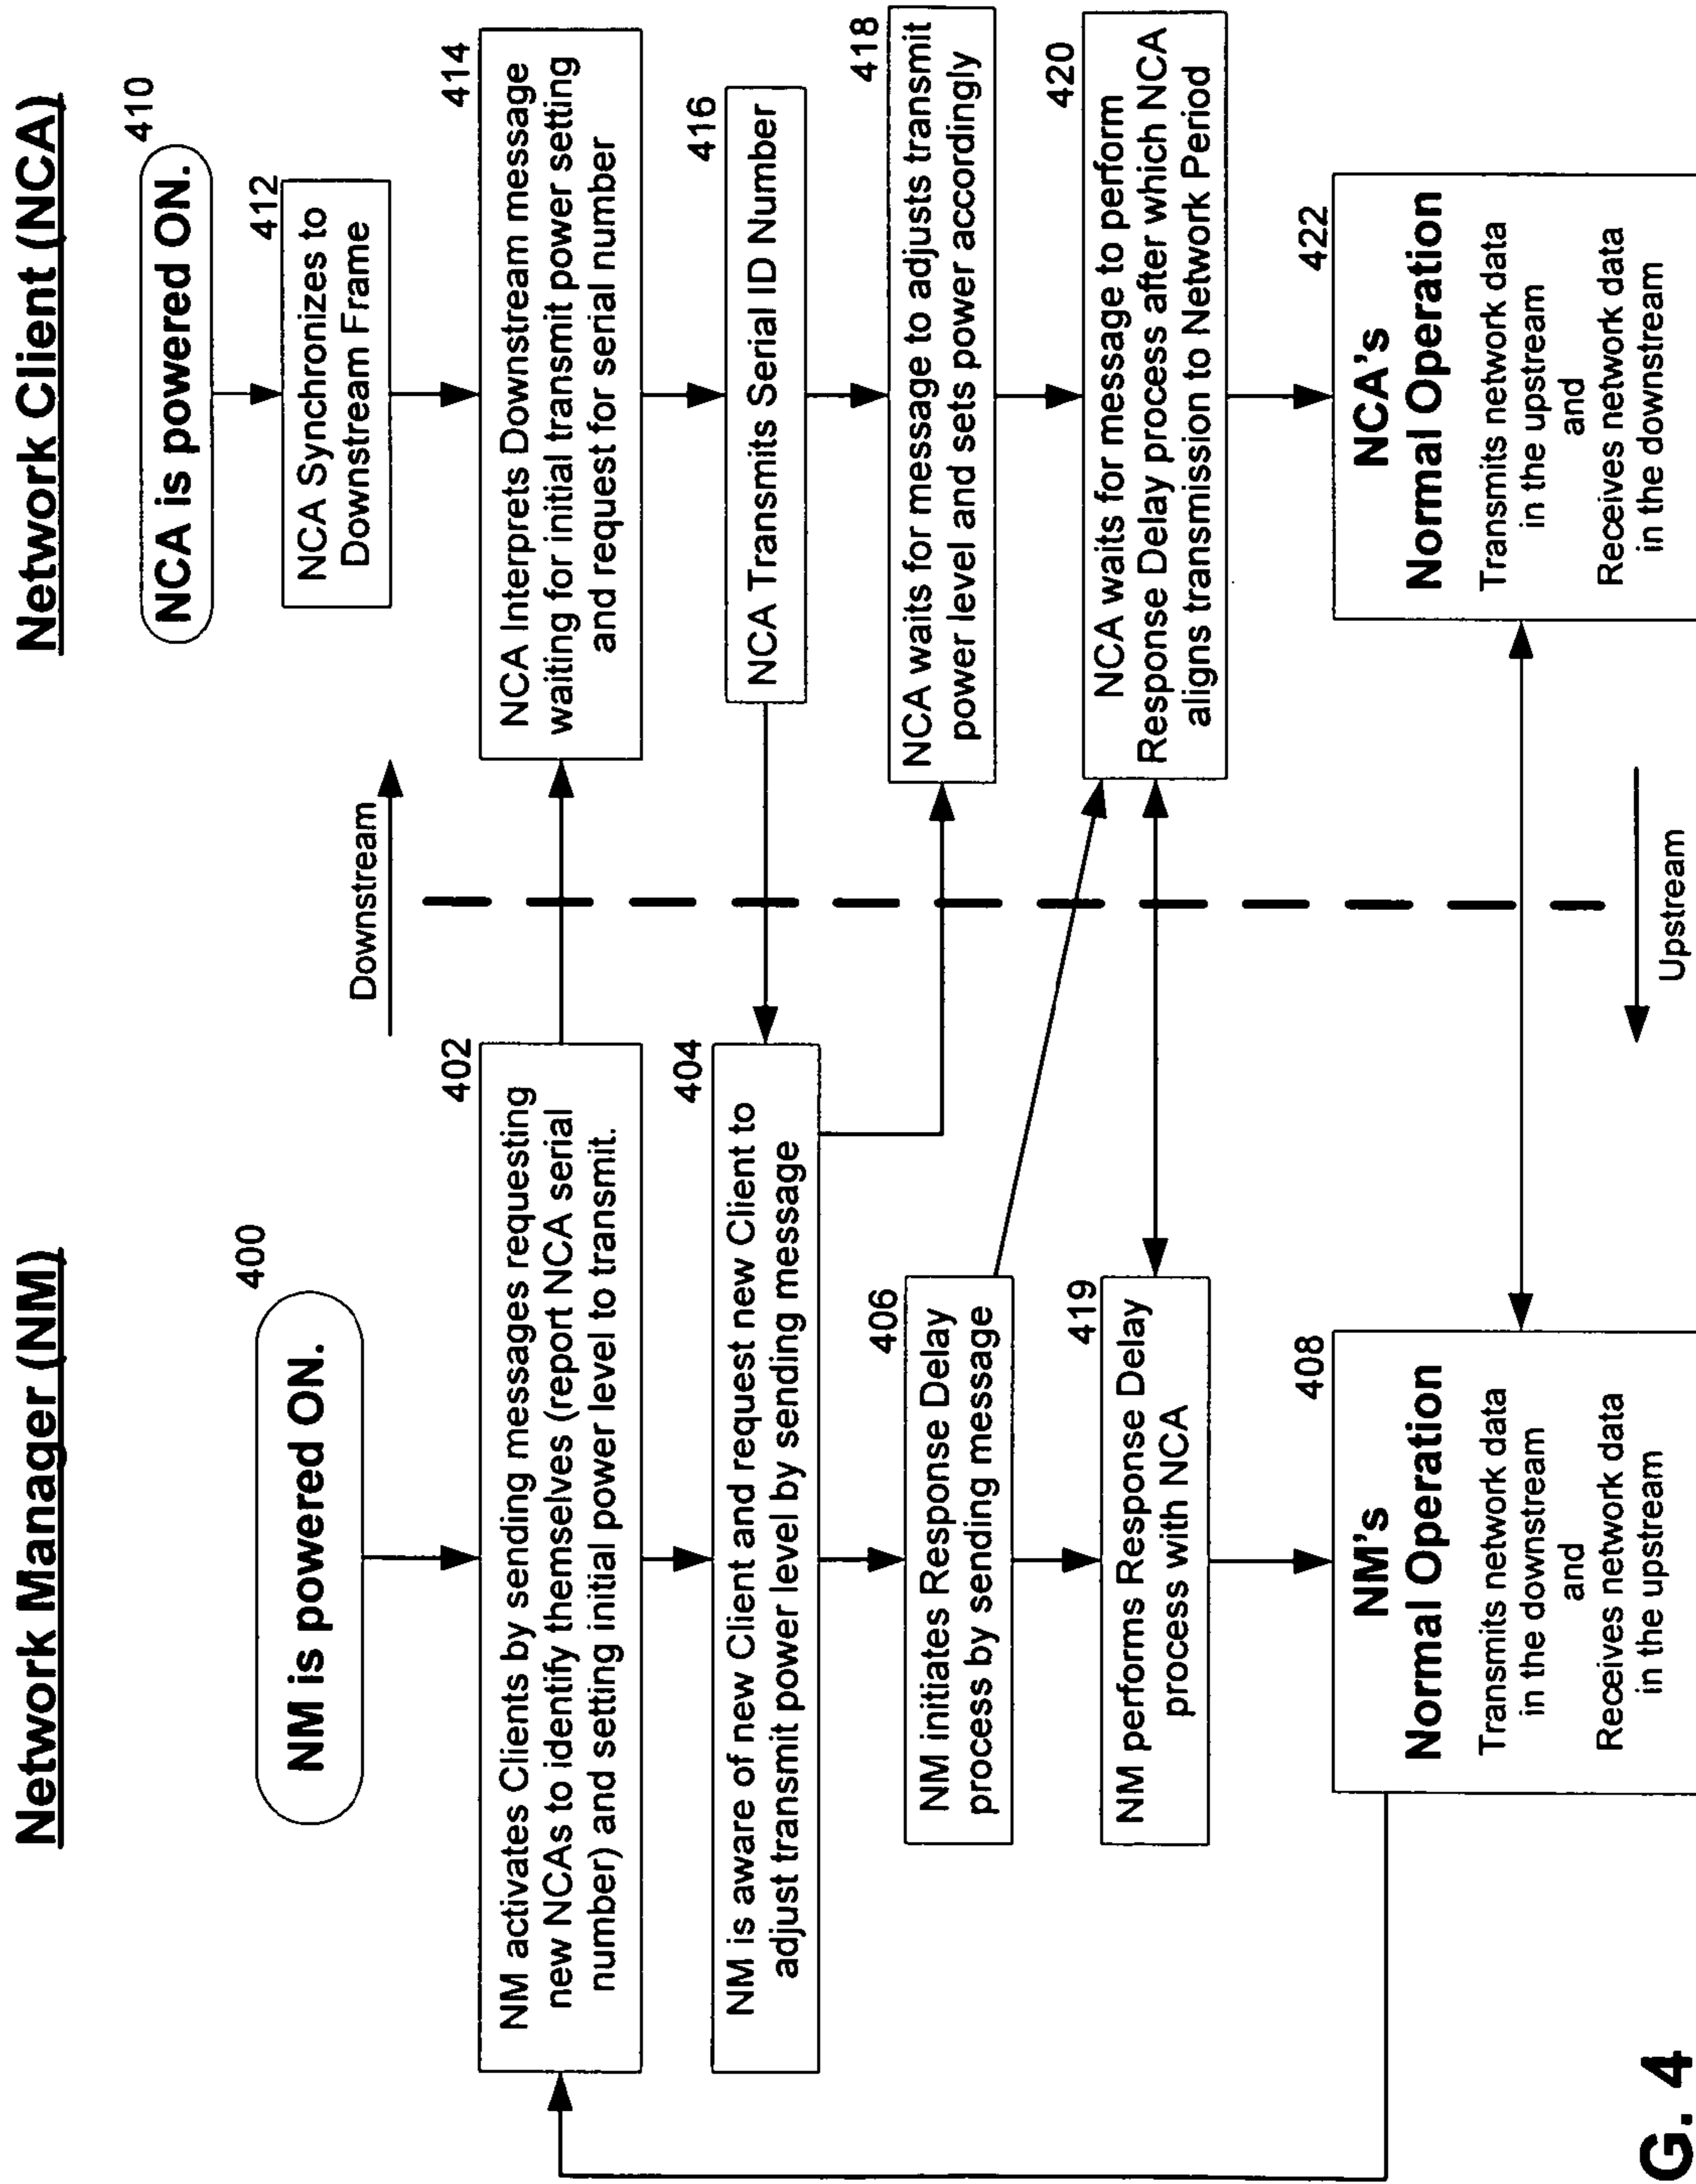 Network Manager (NM)
400
NM is powered ON.
402
NM activates Clients by sending messages requesting
new NCAs to identify themselves (report NCA serial
number) and setting initial power level to transmit.
404
NM is aware of new Client and request new Client to
adjust transmit power level by sending message
406
NM initiates Response Delay
process by sending message
419
NM performs Response Delay
process with NCA
408
NM's
Normal Operation
Transmits network data
in the downstream
and
Receives network data
in the upstream
Downstream
Upstream
Network Client (NCA)
410
NCA is powered ON.
412
NCA Synchronizes to
Downstream Frame
414
NCA Interprets Downstream message
waiting for initial transmit power setting
and request for serial number
416
NCA Transmits Serial ID Number
418
NCA waits for message to adjusts transmit
power level and sets power accordingly
420
NCA waits for message to perform
Response Delay process after which NCA
aligns transmission to Network Period
422
NCA's
Normal Operation
Transmits network data
in the upstream
and
Receives network data
in the downstream
G. 4